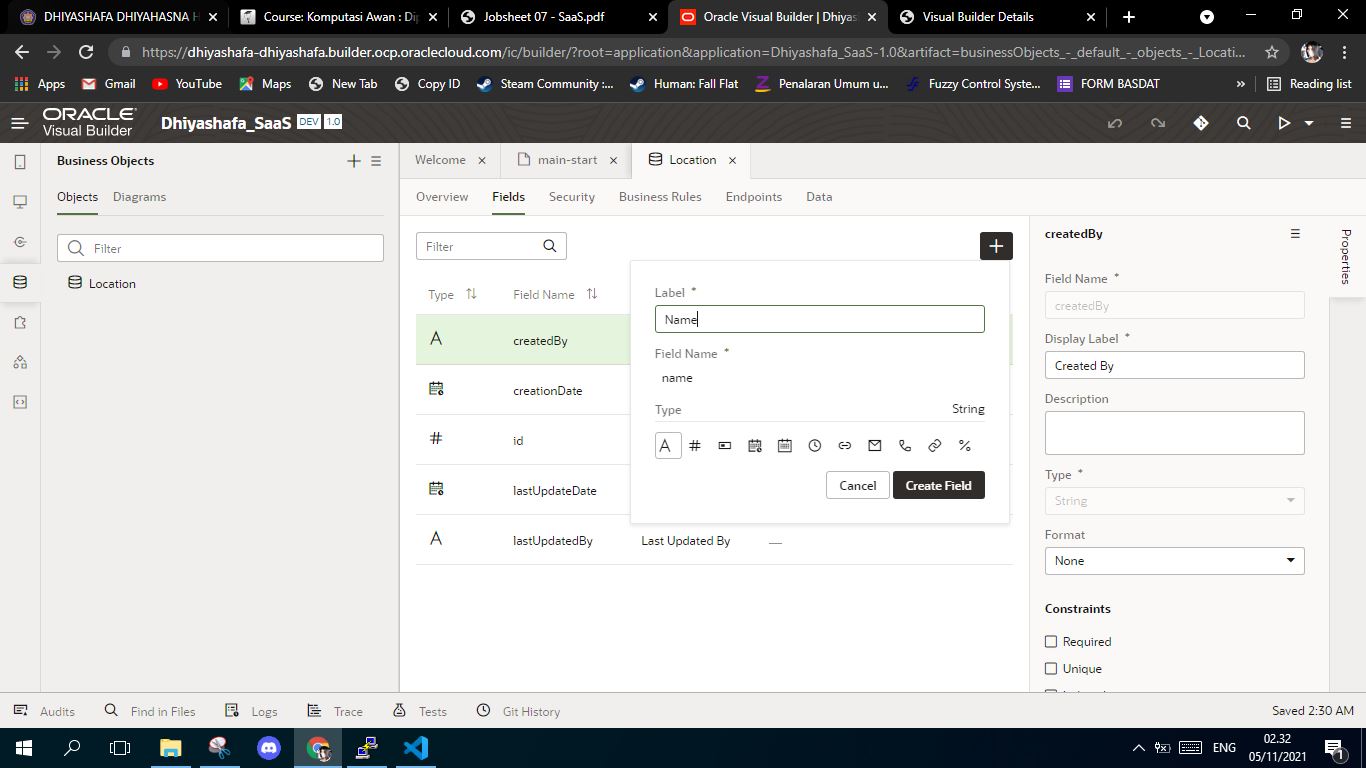 DHIYASHAFA DHIYAHASNA H
Course: Komputasi Awan : Dip
Jobsheet 07 - SaaS.pdf
Oracle Visual Builder | Dhiyash
Visual Builder Details
https://dhiyashafa-dhiyashafa.builder.ocp.oraclecloud.com/ic/builder/?root=application&application=Dhiyashafa_SaaS-1.0&artifact=businessObjects_-_default_-_objects_-_Locati...
Apps
Gmail
YouTube
Maps
New Tab
Copy ID
Steam Community :...
Human: Fall Flat
Penalaran Umum u...
Fuzzy Control Syste...
FORM BASDAT
»
Reading list
ORACLE
Visual Builder
Dhiyashafa_SaaS DEV 1.0
Business Objects
Objects
Diagrams
Filter
Location
Welcome
main-start
Location
Overview
Fields
Security
Business Rules
Endpoints
Data
Filter
Type
Field Name
A createdBy
creationDate
# id
lastUpdateDate
A lastUpdatedBy Last Updated By —
Label *
Name
Field Name *
name
Type String
A # %
Cancel
Create Field
createdBy
Properties
Field Name *
createdBy
Display Label *
Created By
Description
Type *
String
Format
None
Constraints
Required
Unique
Audits
Find in Files
Logs
Trace
Tests
Git History
Saved 2:30 AM
ENG
02.32
05/11/2021
1